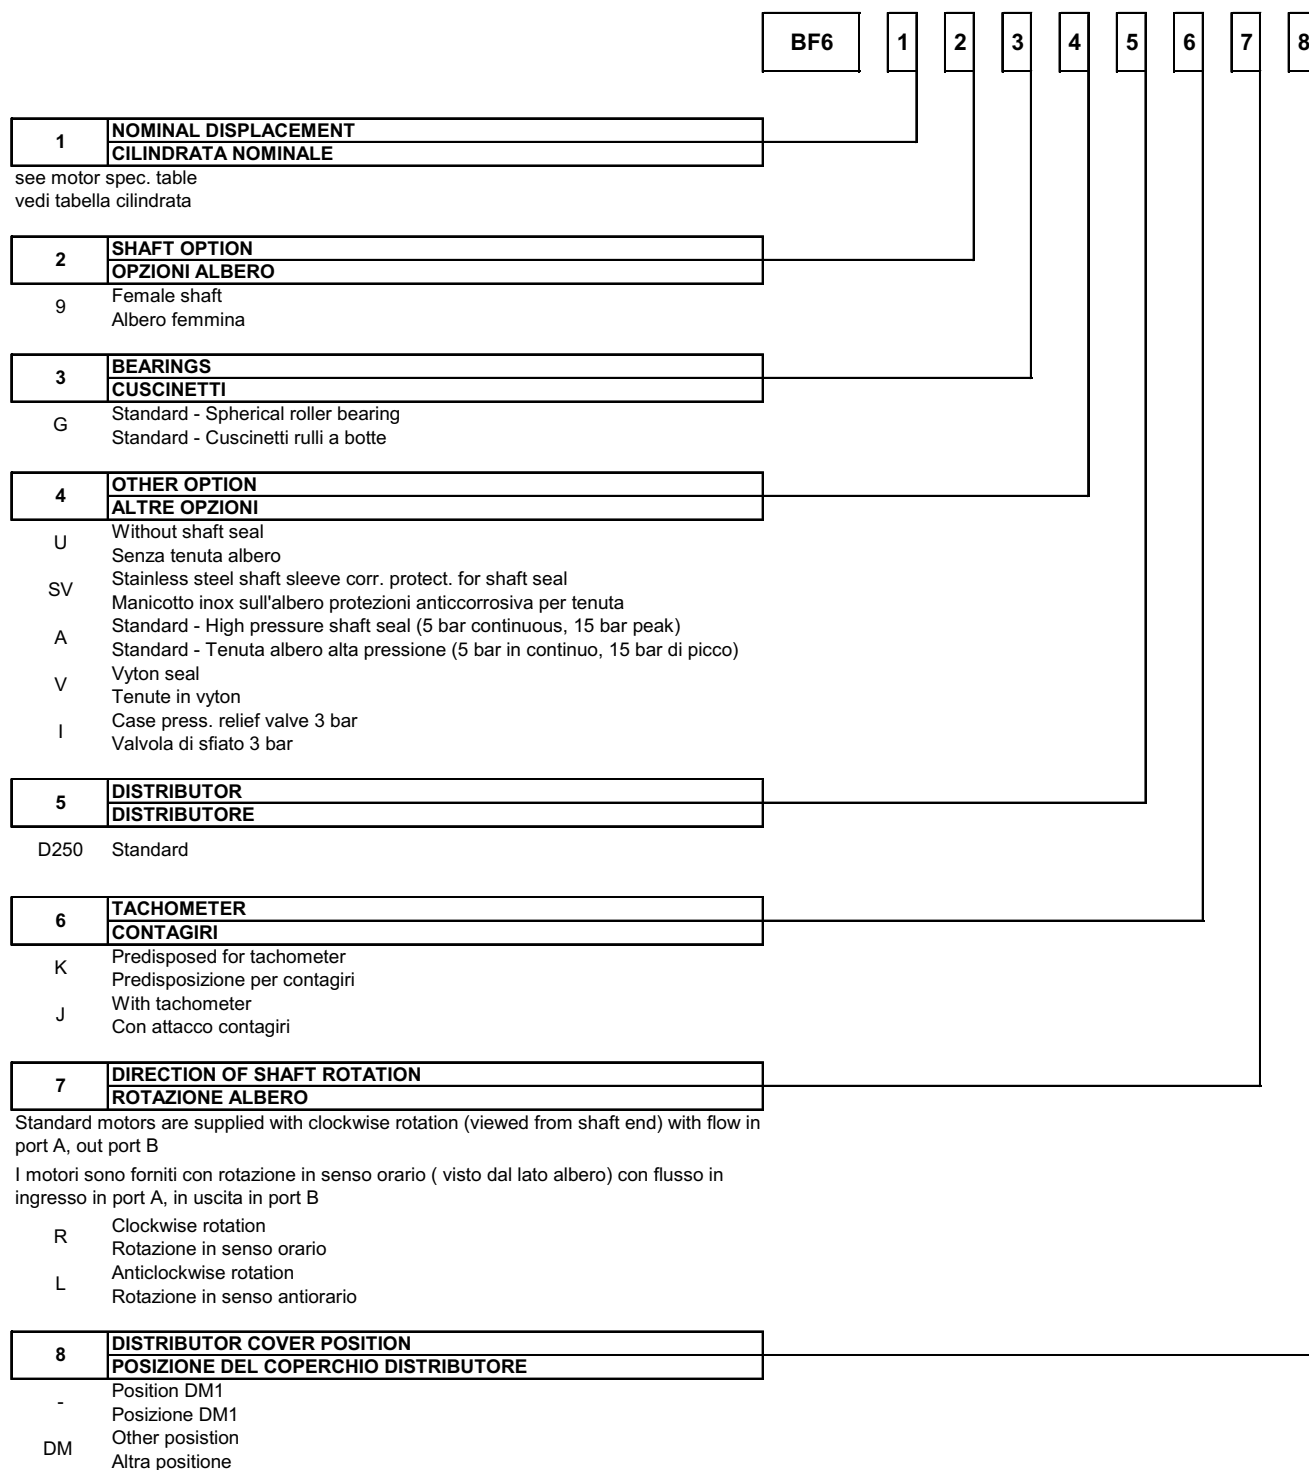 BF6 1 2 3 4 5 6 7 8
1 NOMINAL DISPLACEMENT
CILINDRATA NOMINALE
see motor spec. table
vedi tabella cilindrata
2 SHAFT OPTION
OPZIONI ALBERO
9 Female shaft
Albero femmina
3 BEARINGS
CUSCINETTI
G Standard - Spherical roller bearing
Standard - Cuscinetti rulli a botte
4 OTHER OPTION
ALTRE OPZIONI
U Without shaft seal
Senza tenuta albero
SV Stainless steel shaft sleeve corr. protect. for shaft seal
Manicotto inox sull'albero protezioni anticcorrosiva per tenuta
A Standard - High pressure shaft seal (5 bar continuous, 15 bar peak)
Standard - Tenuta albero alta pressione (5 bar in continuo, 15 bar di picco)
V Vyton seal
Tenute in vyton
I Case press. relief valve 3 bar
Valvola di sfiato 3 bar
5 DISTRIBUTOR
DISTRIBUTORE
D250 Standard
6 TACHOMETER
CONTAGIRI
K Predisposed for tachometer
Predisposizione per contagiri
J With tachometer
Con attacco contagiri
7 DIRECTION OF SHAFT ROTATION
ROTAZIONE ALBERO
Standard motors are supplied with clockwise rotation (viewed from shaft end) with flow in
port A, out port B
I motori sono forniti con rotazione in senso orario ( visto dal lato albero) con flusso in
ingresso in port A, in uscita in port B
R Clockwise rotation
Rotazione in senso orario
L Anticlockwise rotation
Rotazione in senso antiorario
8 DISTRIBUTOR COVER POSITION
POSIZIONE DEL COPERCHIO DISTRIBUTORE
- Position DM1
Posizione DM1
DM Other posistion
Altra positione